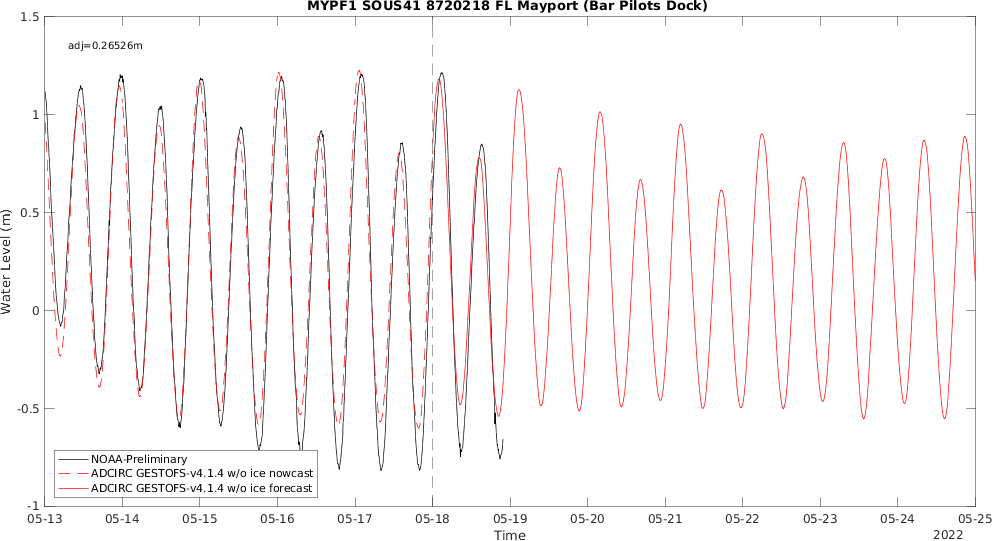 MYPF1 SOUS41 8720218 FL Mayport (Bar Pilots Dock)
1.5
adj=0.26526m
1
0.5
0
-0.5
-1
Water Level (m)
NOAA-Preliminary
ADCIRC GESTOFS-v4.1.4 w/o ice nowcast
ADCIRC GESTOFS-v4.1.4 w/o ice forecast
05-13 05-14 05-15 05-16 05-17 05-18 05-19 05-20 05-21 05-22 05-23 05-24 05-25
Time
2022